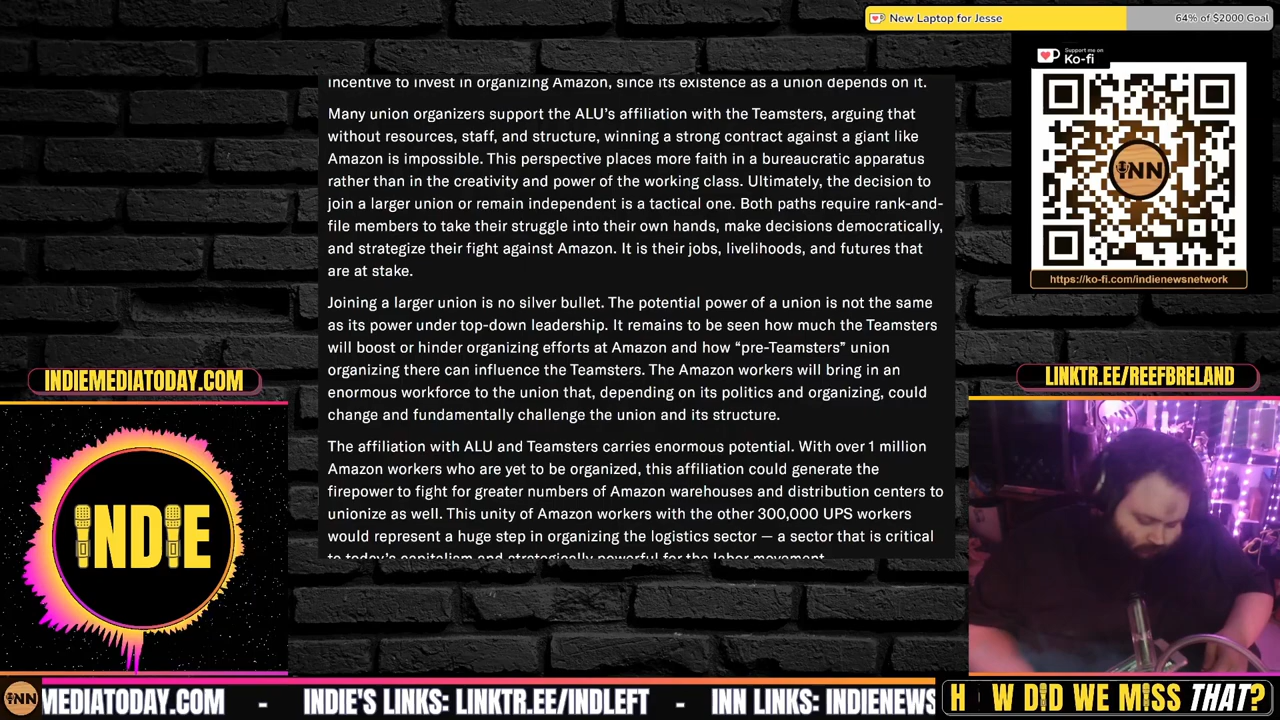 New Laptop for Jesse
64% of $2000 Goal
Support me on
Ko-fi
iNN
https://ko-fi.com/indienewsnetwork
incentive to invest in organizing Amazon, since its existence as a union depends on it.
Many union organizers support the ALU’s affiliation with the Teamsters, arguing that
without resources, staff, and structure, winning a strong contract against a giant like
Amazon is impossible. This perspective places more faith in a bureaucratic apparatus
rather than in the creativity and power of the working class. Ultimately, the decision to
join a larger union or remain independent is a tactical one. Both paths require rank-and-
file members to take their struggle into their own hands, make decisions democratically,
and strategize their fight against Amazon. It is their jobs, livelihoods, and futures that
are at stake.
Joining a larger union is no silver bullet. The potential power of a union is not the same
as its power under top-down leadership. It remains to be seen how much the Teamsters
will boost or hinder organizing efforts at Amazon and how “pre-Teamsters” union
organizing there can influence the Teamsters. The Amazon workers will bring in an
enormous workforce to the union that, depending on its politics and organizing, could
change and fundamentally challenge the union and its structure.
The affiliation with ALU and Teamsters carries enormous potential. With over 1 million
Amazon workers who are yet to be organized, this affiliation could generate the
firepower to fight for greater numbers of Amazon warehouses and distribution centers to
unionize as well. This unity of Amazon workers with the other 300,000 UPS workers
would represent a huge step in organizing the logistics sector — a sector that is critical
to today’s capitalism and strategically powerful for the labor movement.
INDIEMEDIATODAY.COM
LINKTR.EE/REEFBRELAND
INDIE
iNN
MEDIATODAY.COM - INDIE'S LINKS: LINKTR.EE/INDLEFT - INN LINKS: INDIENEWS
H W DID WE MISS THAT?